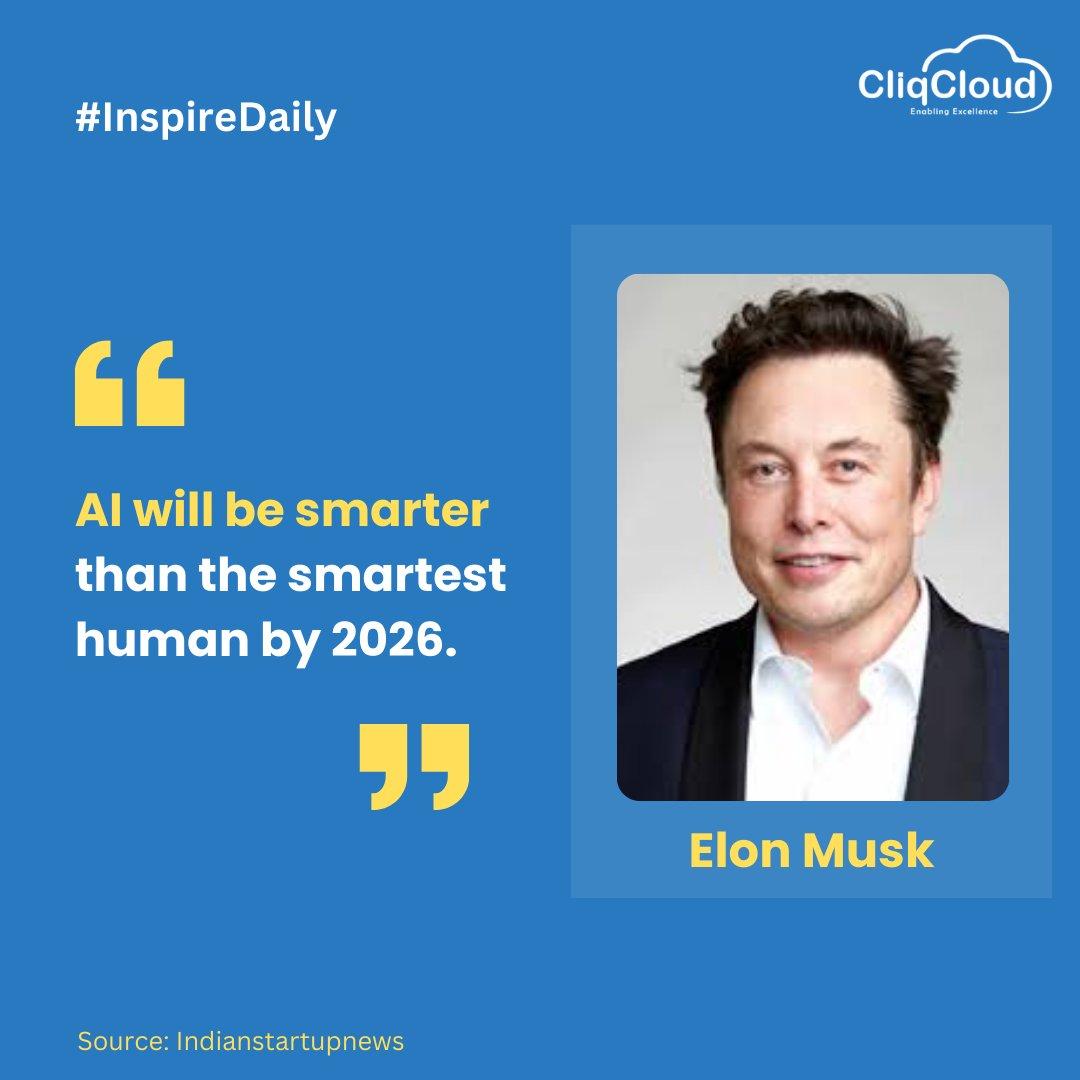 CliqCloud
Enabling Excellence
#InspireDaily
“
AI will be smarter
than the smartest
human by 2026.
”
Elon Musk
Source: Indianstartupnews